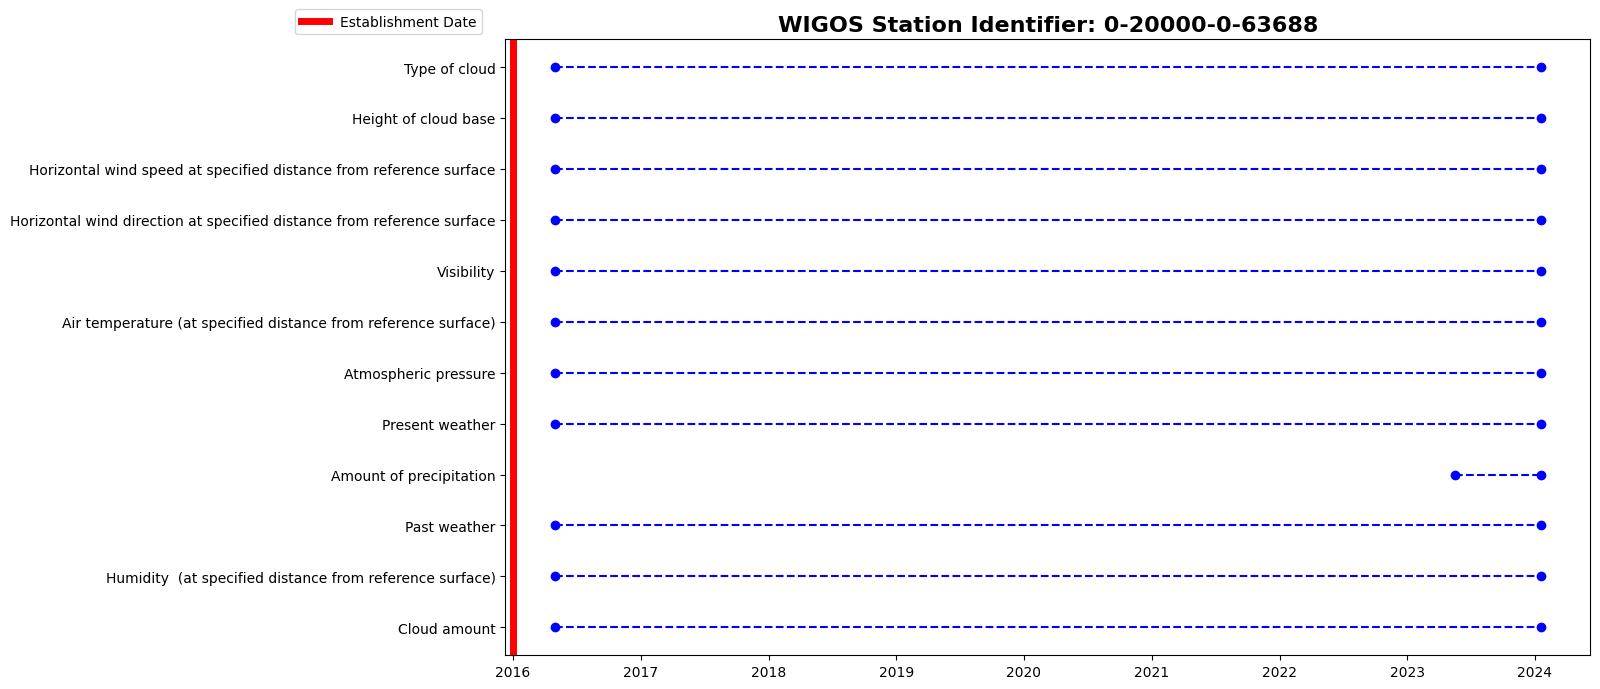 Establishment Date
WIGOS Station Identifier: 0-20000-0-63688
Type of cloud
Height of cloud base
Horizontal wind speed at specified distance from reference surface
Horizontal wind direction at specified distance from reference surface
Visibility
Air temperature (at specified distance from reference surface)
Atmospheric pressure
Present weather
Amount of precipitation
Past weather
Humidity  (at specified distance from reference surface)
Cloud amount
2016 2017 2018 2019 2020 2021 2022 2023 2024